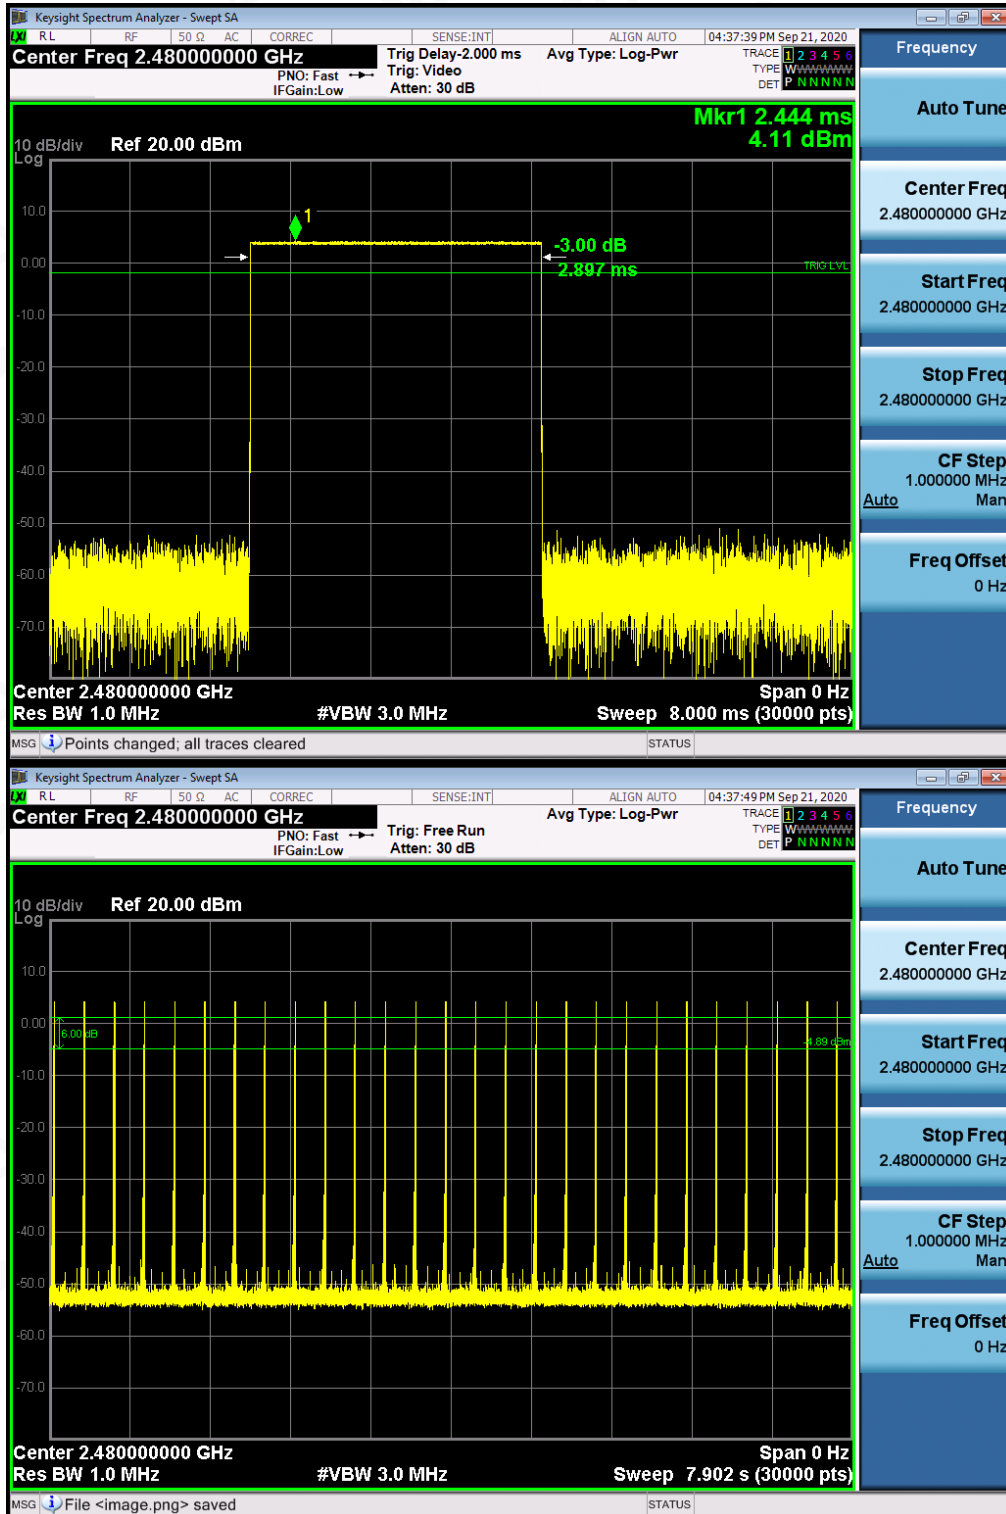 Keysight Spectrum Analyzer - Swept SA
LXI RL RF 50 Ω AC CORREC SENSE:INT ALIGN AUTO 04:37:39 PM Sep 21, 2020
Center Freq 2.480000000 GHz
PNO: Fast
IFGain:Low
Trig Delay-2.000 ms
Trig: Video
Atten: 30 dB
Avg Type: Log-Pwr
TRACE 1 2 3 4 5 6
TYPE WWWWWW
DET P N N N N N
Frequency
Auto Tune
Center Freq
2.480000000 GHz
Start Freq
2.480000000 GHz
Stop Freq
2.480000000 GHz
CF Step
1.000000 MHz
Auto Man
Freq Offset
0 Hz
Mkr1 2.444 ms
4.11 dBm
10 dB/div Ref 20.00 dBm
Log
10.0
1
-3.00 dB
0.00
2.897 ms
TRIG LVL
-10.0
-20.0
-30.0
-40.0
-50.0
-60.0
-70.0
Center 2.480000000 GHz Span 0 Hz
Res BW 1.0 MHz #VBW 3.0 MHz Sweep 8.000 ms (30000 pts)
MSG Points changed; all traces cleared STATUS
Keysight Spectrum Analyzer - Swept SA
LXI RL RF 50 Ω AC CORREC SENSE:INT ALIGN AUTO 04:37:49 PM Sep 21, 2020
Center Freq 2.480000000 GHz
PNO: Fast
IFGain:Low
Trig: Free Run
Atten: 30 dB
Avg Type: Log-Pwr
TRACE 1 2 3 4 5 6
TYPE WWWWWW
DET P N N N N N
Frequency
Auto Tune
Center Freq
2.480000000 GHz
Start Freq
2.480000000 GHz
Stop Freq
2.480000000 GHz
CF Step
1.000000 MHz
Auto Man
Freq Offset
0 Hz
10 dB/div Ref 20.00 dBm
Log
10.0
0.00
6.00 dB
-4.89 dBm
-10.0
-20.0
-30.0
-40.0
-50.0
-60.0
-70.0
Center 2.480000000 GHz Span 0 Hz
Res BW 1.0 MHz #VBW 3.0 MHz Sweep 7.902 s (30000 pts)
MSG File <image.png> saved STATUS